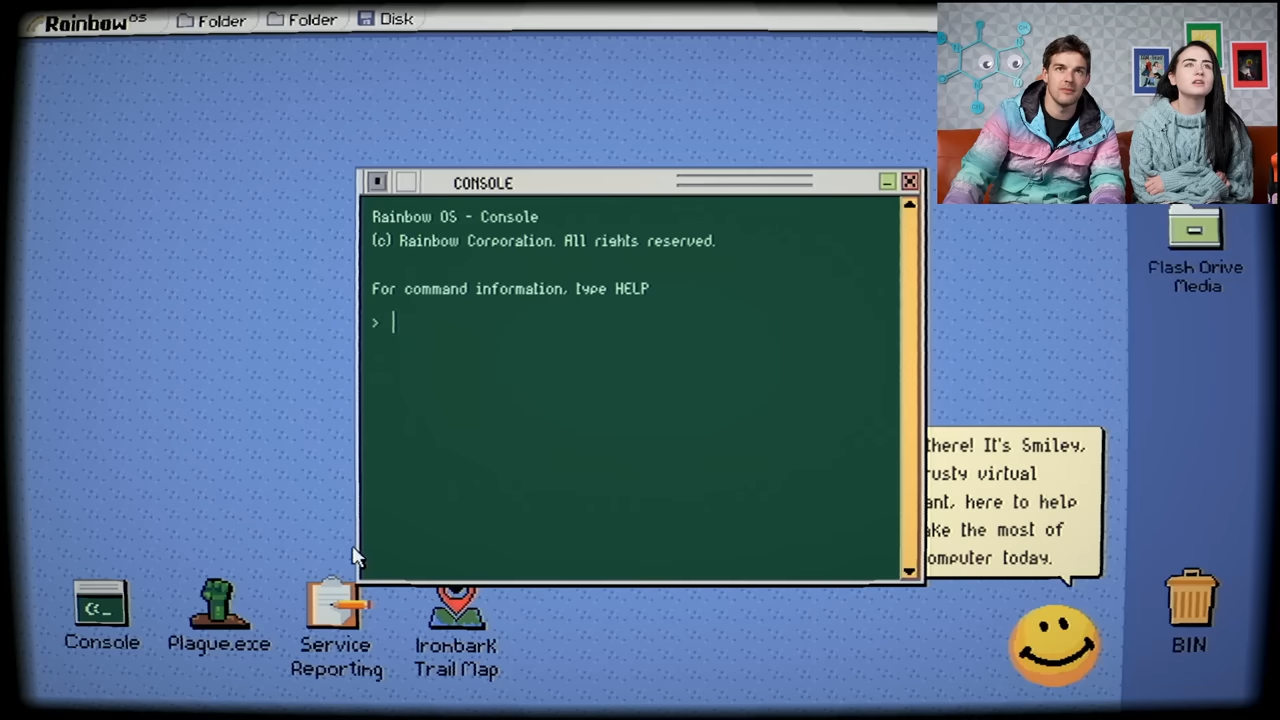 Rainbow OS
Folder
Folder
Disk
CONSOLE
Rainbow OS - Console
(c) Rainbow Corporation. All rights reserved.
For command information, type HELP
>
Flash Drive
Media
there! It's Smiley,
rusty virtual
ant, here to help
ake the most of
omputer today.
Console
Plague.exe
Service
Reporting
Ironbark
Trail Map
BIN